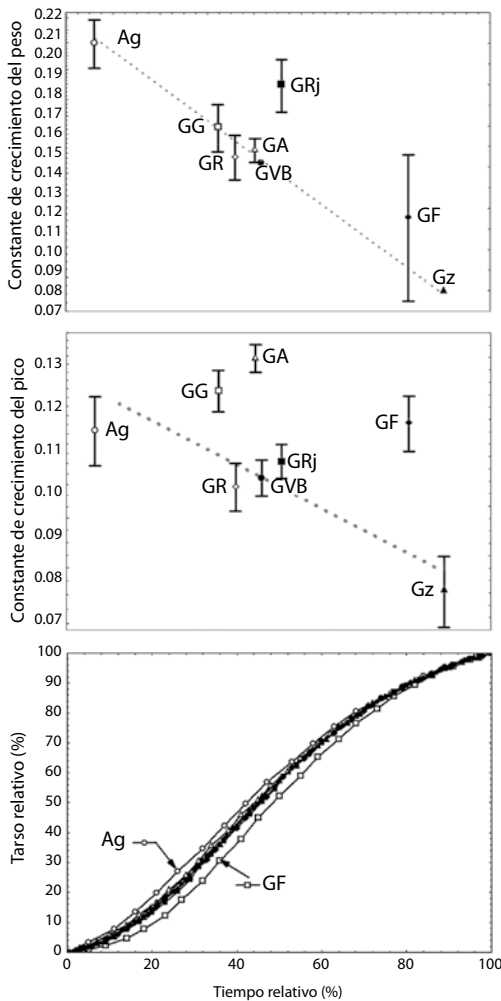 Constante de crecimiento del peso
0.22
0.21
0.20
0.19
0.18
0.17
0.16
0.15
0.14
0.13
0.12
0.11
0.10
0.09
0.08
0.07
Ag
GRj
GG
GA
GR
GVB
GF
Gz
Constante de crecimiento del pico
0.13
0.12
0.10
0.09
0.08
0.07
GA
GG
GF
Ag
GRj
GR
GVB
Gz
Tarso relativo (%)
100
90
80
70
60
50
40
30
20
10
0
Ag
GF
0 20 40 60 80 100
Tiempo relativo (%)